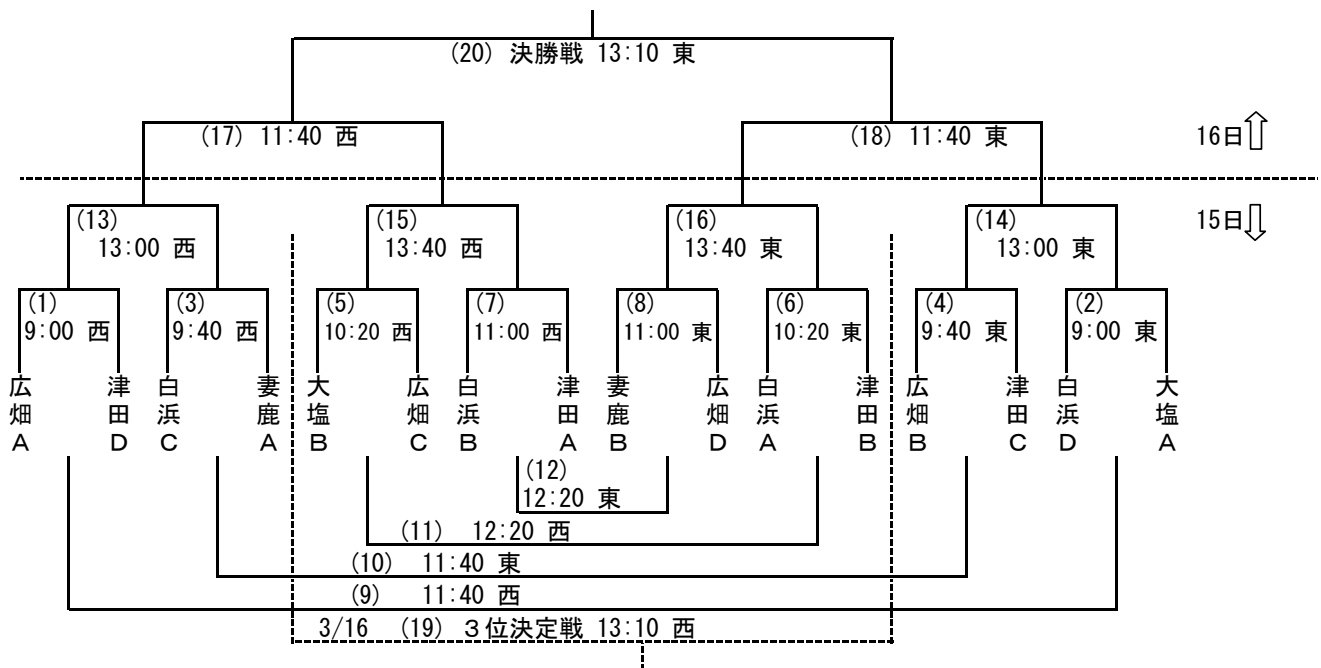 (20) 決勝戦 13:10 東
(17) 11:40 西
(18) 11:40 東
16日
(13)
13:00 西
(15)
13:40 西
(16)
13:40 東
(14)
13:00 東
15日
(1)
9:00 西
(3)
9:40 西
(5)
10:20 西
(7)
11:00 西
(8)
11:00 東
(6)
10:20 東
(4)
9:40 東
(2)
9:00 東
広畑A
津田D
白浜C
妻鹿A
大塩B
広畑C
白浜B
津田A
妻鹿B
広畑D
白浜A
津田B
広畑B
津田C
白浜D
大塩A
(12)
12:20 東
(11) 12:20 西
(10) 11:40 東
(9) 11:40 西
3/16 (19) 3位決定戦 13:10 西